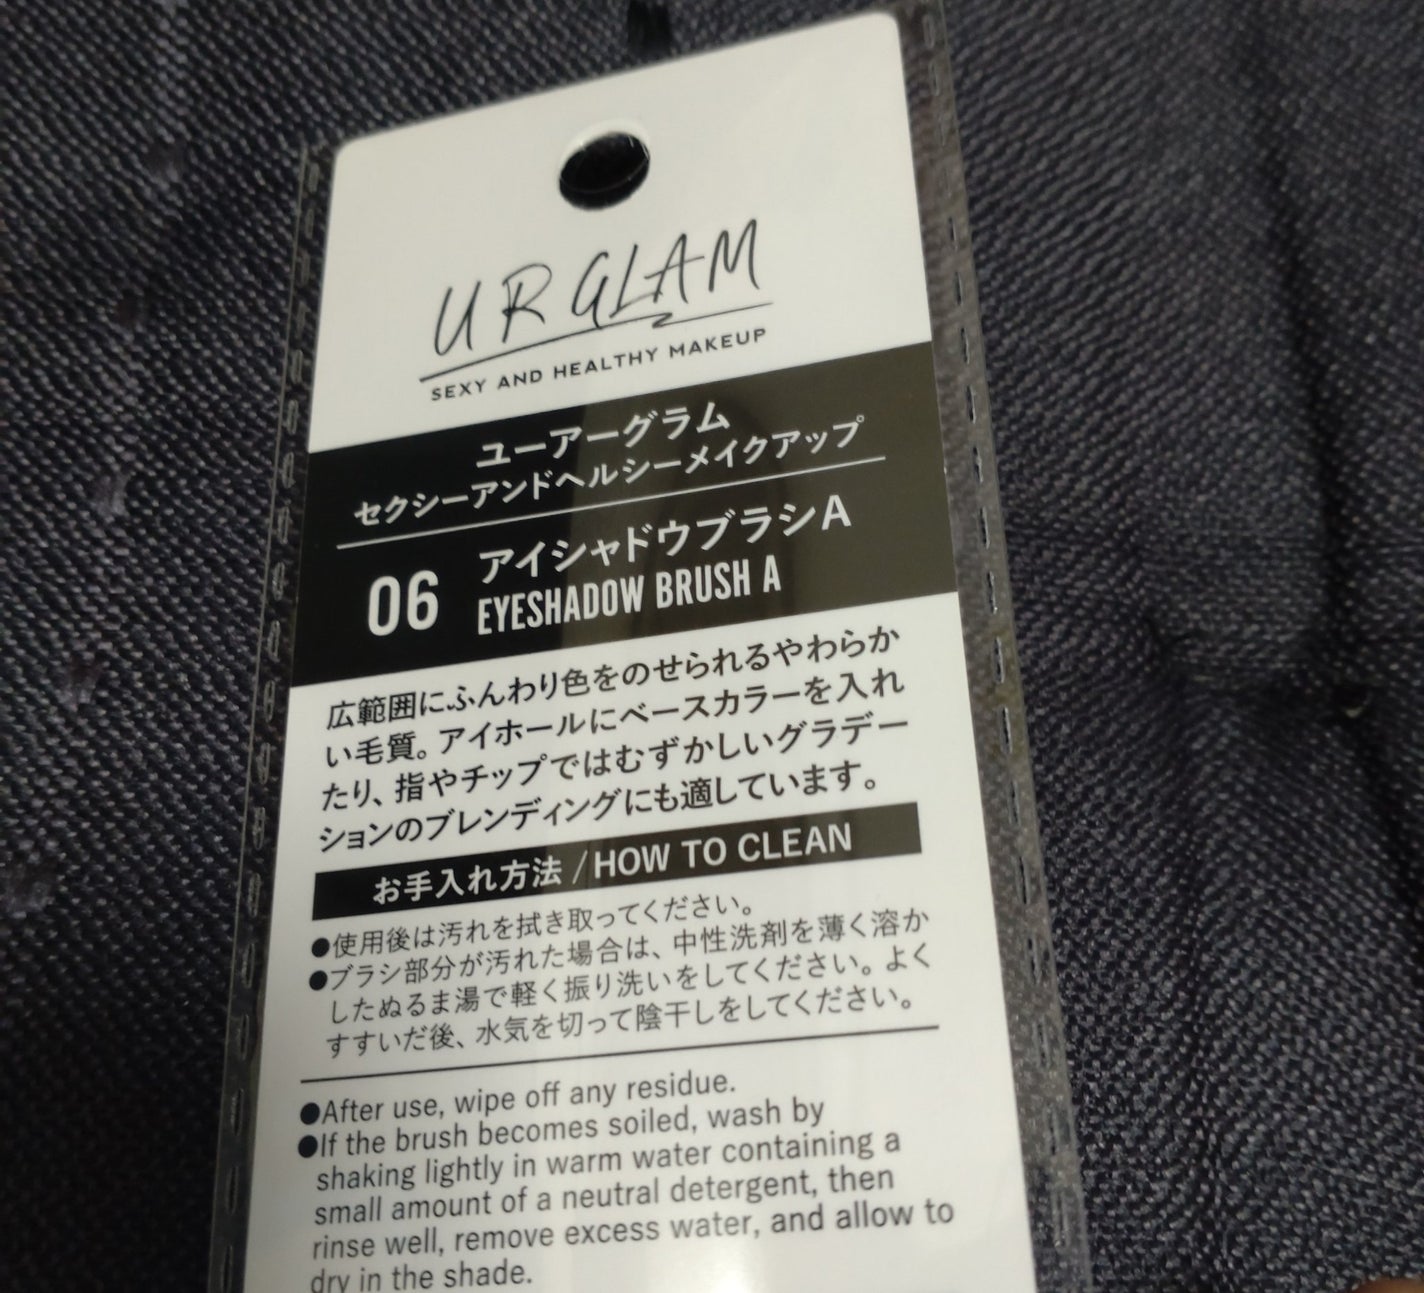 UR GLAM
SEXY AND HEALTHY MAKEUP
ユーアーグラム
セクシーアンドヘルシーメイクアップ
06
アイシャドウブラシA
EYESHADOW BRUSH A
広範囲にふんわり色をのせられるやわらか
い毛質。アイホールにベースカラーを入れ
たり、指やチップではむずかしいグラデー
ションのブレンディングにも適しています。
お手入れ方法 / HOW TO CLEAN
●使用後は汚れを拭き取ってください。
●ブラシ部分が汚れた場合は、中性洗剤を薄く溶か
したぬるま湯で軽く振り洗いをしてください。よく
すすいだ後、水気を切って陰干しをしてください。
●After use, wipe off any residue.
●If the brush becomes soiled, wash by
shaking lightly in warm water containing a
small amount of a neutral detergent, then
rinse well, remove excess water, and allow to
dry in the shade.